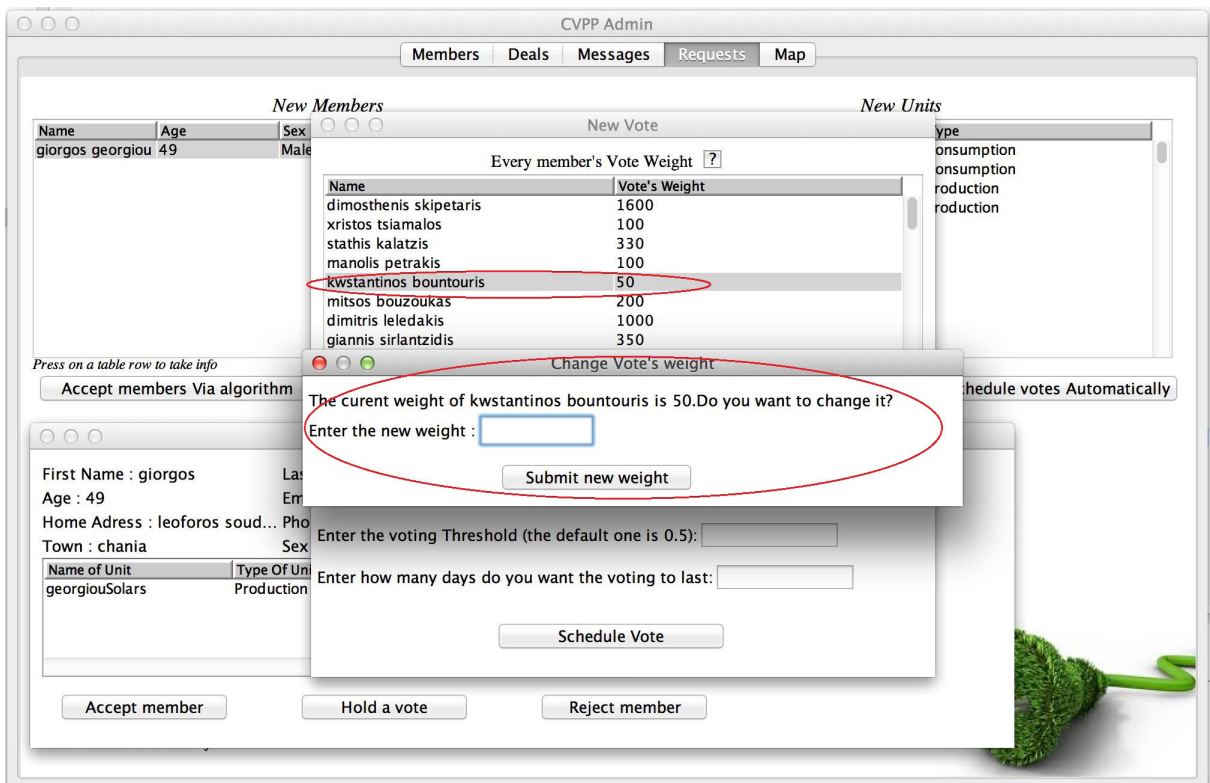 CVPP Admin
Members Deals Messages Requests Map
New Members
New Units
Name Age Sex
giorgos georgiou 49 Male
ype
onsumption
onsumption
roduction
roduction
New Vote
Every member's Vote Weight ?
Name Vote's Weight
dimosthenis skipetaris 1600
xristos tsiamalos 100
stathis kalatzis 330
manolis petrakis 100
kwstantinos bountouris 50
mitsos bouzoukas 200
dimitris leledakis 1000
giannis sirlantzidis 350
Press on a table row to take info
Accept members Via algorithm
chedule votes Automatically
Change Vote's weight
The curent weight of kwstantinos bountouris is 50.Do you want to change it?
Enter the new weight :
Submit new weight
Enter the voting Threshold (the default one is 0.5):
Enter how many days do you want the voting to last:
Schedule Vote
First Name : giorgos Las
Age : 49 Em
Home Adress : leoforos soud... Pho
Town : chania Sex
Name of Unit Type Of Uni
georgiouSolars Production
Accept member Hold a vote Reject member